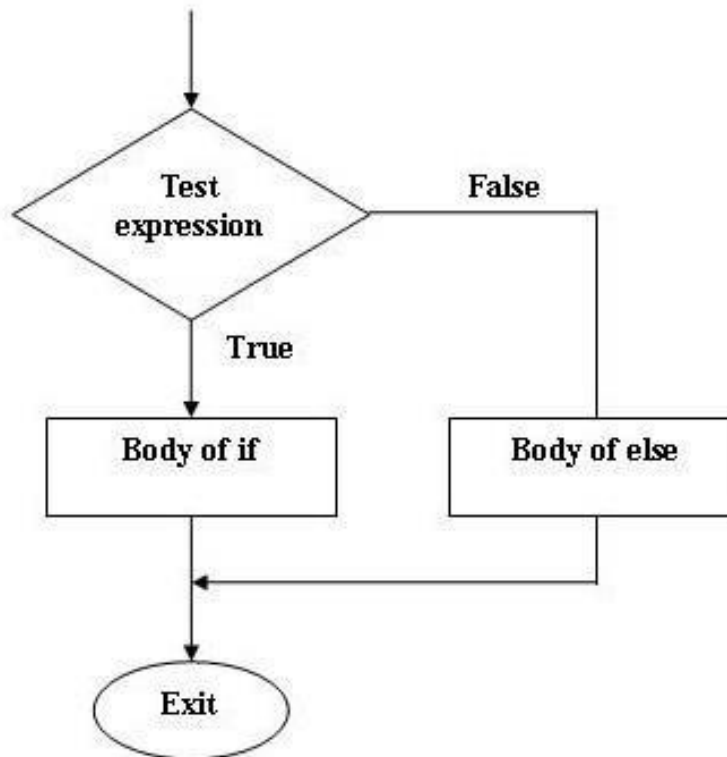 Test
expression
False
True
Body of if
Body of else
Exit